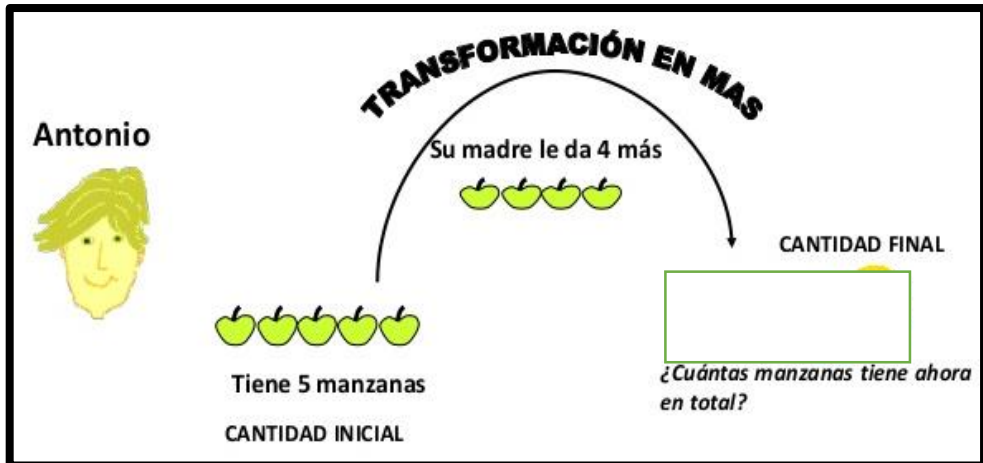 TRANSFORMACIÓN EN MAS
Antonio
Su madre le da 4 más
CANTIDAD FINAL
Tiene 5 manzanas
CANTIDAD INICIAL
¿Cuántas manzanas tiene ahora
en total?